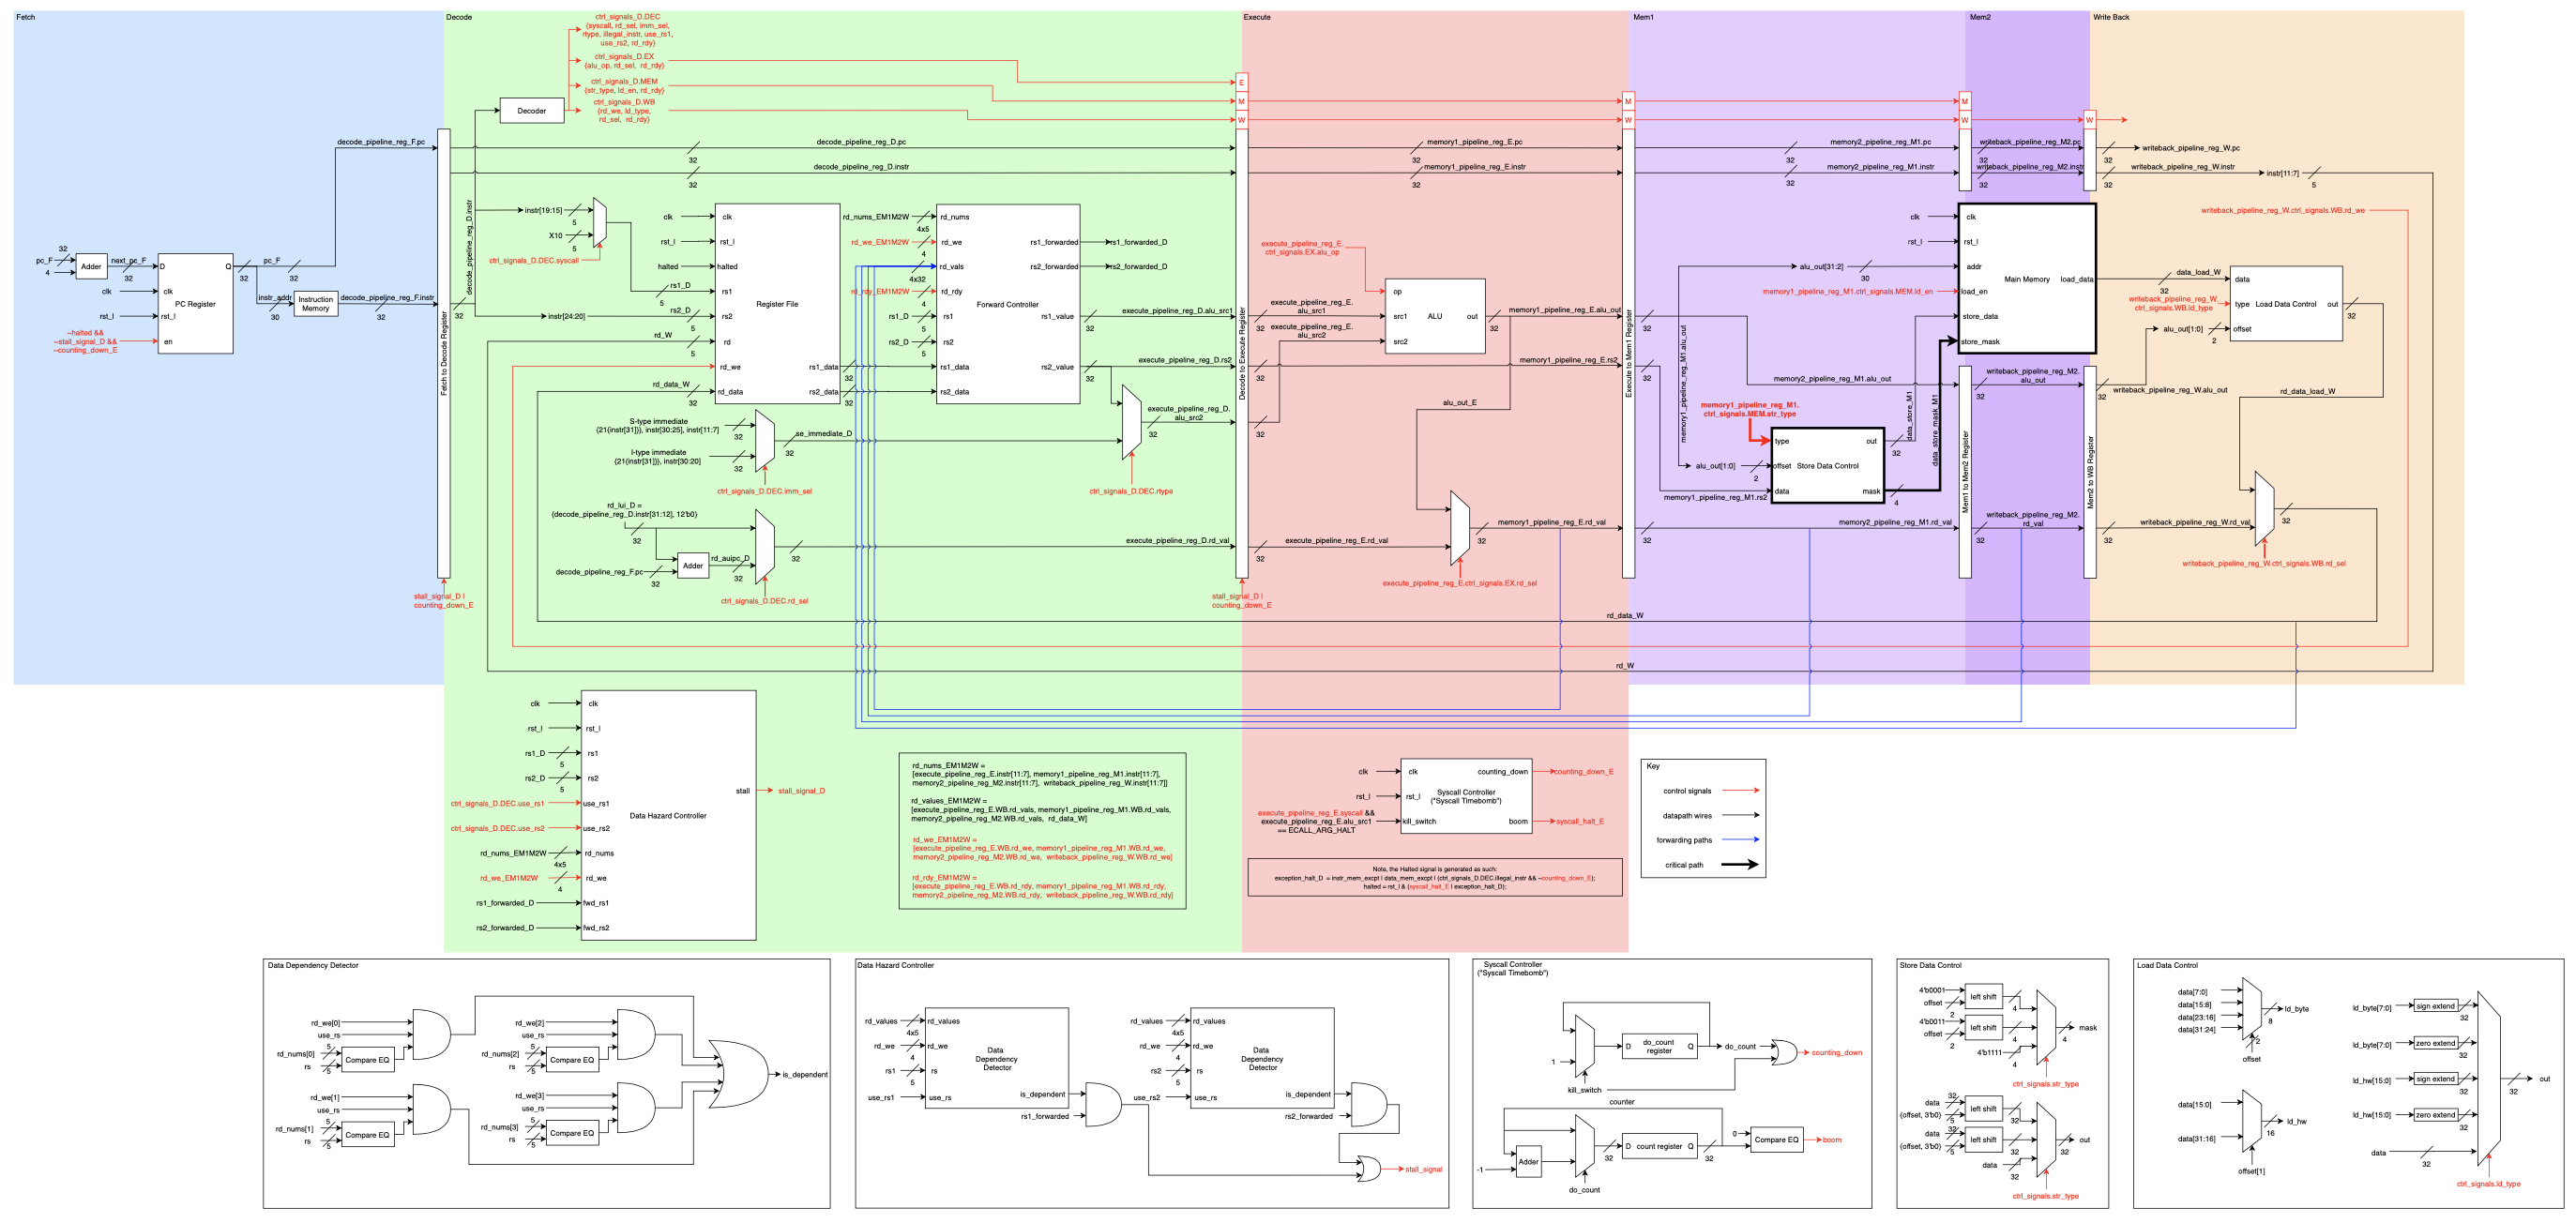 Fetch
Decode
Execute
Mem1
Mem2
Write Back
ctrl_signals_D.DEC
{syscall, rd_sel, imm_sel,
rtype, illegal_instr, use_rs1,
use_rs2, rd_rdy}
ctrl_signals_D.EX
{alu_op, rd_sel, rd_rdy}
ctrl_signals_D.MEM
{str_type, ld_en, rd_rdy}
ctrl_signals_D.WB
{rd_we, ld_type,
rd_sel, rd_rdy}
Decoder
E
M
W
M
W
M
W
W
decode_pipeline_reg_F.pc
decode_pipeline_reg_D.pc
32
memory1_pipeline_reg_E.pc
32
memory2_pipeline_reg_M1.pc
32
writeback_pipeline_reg_M2.pc
32
32
writeback_pipeline_reg_W.pc
decode_pipeline_reg_D.instr
32
memory1_pipeline_reg_E.instr
32
memory2_pipeline_reg_M1.instr
32
writeback_pipeline_reg_M2.instr
32
32
writeback_pipeline_reg_W.instr
instr[11:7]
5
writeback_pipeline_reg_W.ctrl_signals.WB.rd_we
32
pc_F
4
Adder
next_pc_F
32
D
Q
clk
clk
PC Register
rst_l
rst_l
~halted &&
~stall_signal_D &&
~counting_down_E
en
32
pc_F
32
instr_addr
30
Instruction
Memory
decode_pipeline_reg_F.instr
32
Fetch to Decode Register
stall_signal_D |
counting_down_E
32
decode_pipeline_reg_D.instr
instr[19:15]
5
X10
5
ctrl_signals_D.DEC.syscall
instr[24:20]
clk
clk
rst_l
rst_l
halted
halted
rs1_D
5
rs1
Register File
rs2_D
5
rs2
rd_W
5
rd
rd_we
rd_data_W
32
rd_data
rs1_data
32
rs2_data
32
rd_nums_EM1M2W
4x5
rd_nums
rd_we_EM1M2W
4
rd_we
rd_vals
4x32
rd_rdy_EM1M2W
4
rd_rdy
Forward Controller
rs1_D
5
rs1
rs2_D
5
rs2
rs1_data
rs2_data
rs1_forwarded
rs1_forwarded_D
rs2_forwarded
rs2_forwarded_D
rs1_value
rs2_value
execute_pipeline_reg_D.alu_src1
32
execute_pipeline_reg_D.rs2
32
execute_pipeline_reg_D.
alu_src2
32
ctrl_signals_D.DEC.rtype
S-type immediate
{21{instr[31]}}, instr[30:25], instr[11:7]
32
I-type immediate
{21{instr[31]}}, instr[30:20]
32
se_immediate_D
32
ctrl_signals_D.DEC.imm_sel
rd_lui_D =
{decode_pipeline_reg_D.instr[31:12], 12'b0}
32
Adder
rd_auipc_D
32
decode_pipeline_reg_F.pc
32
32
ctrl_signals_D.DEC.rd_sel
execute_pipeline_reg_D.rd_val
Decode to Execute Register
stall_signal_D |
counting_down_E
execute_pipeline_reg_E.
ctrl_signals.EX.alu_op
execute_pipeline_reg_E.
alu_src1
32
execute_pipeline_reg_E.
alu_src2
32
32
op
src1
ALU
out
src2
32
memory1_pipeline_reg_E.alu_out
memory1_pipeline_reg_E.rs2
alu_out_E
execute_pipeline_reg_E.rd_val
32
execute_pipeline_reg_E.ctrl_signals.EX.rd_sel
memory1_pipeline_reg_E.rd_val
32
Execute to Mem1 Register
32
32
32
memory1_pipeline_reg_M1.alu_out
memory1_pipeline_reg_M1.rs2
alu_out[31:2]
30
memory1_pipeline_reg_M1.ctrl_signals.MEM.ld_en
memory2_pipeline_reg_M1.alu_out
memory1_pipeline_reg_M1.
ctrl_signals.MEM.str_type
alu_out[1:0]
2
type
out
offset
Store Data Control
data
mask
32
4
data_store_M1
data_store_mask_M1
memory2_pipeline_reg_M1.rd_val
Mem1 to Mem2 Register
clk
clk
rst_l
rst_l
addr
Main Memory
load_data
load_en
store_data
store_mask
writeback_pipeline_reg_M2.
alu_out
32
writeback_pipeline_reg_M2.
rd_val
32
Mem2 to WB Register
32
writeback_pipeline_reg_W.alu_out
data_load_W
32
writeback_pipeline_reg_W.
ctrl_signals.WB.ld_type
alu_out[1:0]
2
data
type
Load Data Control
out
offset
32
rd_data_load_W
writeback_pipeline_reg_W.rd_val
32
32
writeback_pipeline_reg_W.ctrl_signals.WB.rd_sel
rd_data_W
rd_W
clk
clk
rst_l
rst_l
rs1_D
5
rs1
rs2_D
5
rs2
ctrl_signals_D.DEC.use_rs1
use_rs1
ctrl_signals_D.DEC.use_rs2
use_rs2
rd_nums_EM1M2W
4x5
rd_nums
rd_we_EM1M2W
4
rd_we
rs1_forwarded_D
fwd_rs1
rs2_forwarded_D
fwd_rs2
Data Hazard Controller
stall
stall_signal_D
rd_nums_EM1M2W =
[execute_pipeline_reg_E.instr[11:7], memory1_pipeline_reg_M1.instr[11:7],
memory2_pipeline_reg_M2.instr[11:7], writeback_pipeline_reg_W.instr[11:7]]
rd_values_EM1M2W =
[execute_pipeline_reg_E.WB.rd_vals, memory1_pipeline_reg_M1.WB.rd_vals,
memory2_pipeline_reg_M2.WB.rd_vals, rd_data_W]
rd_we_EM1M2W =
[execute_pipeline_reg_E.WB.rd_we, memory1_pipeline_reg_M1.WB.rd_we,
memory2_pipeline_reg_M2.WB.rd_we, writeback_pipeline_reg_W.WB.rd_we]
rd_rdy_EM1M2W =
[execute_pipeline_reg_E.WB.rd_rdy, memory1_pipeline_reg_M1.WB.rd_rdy,
memory2_pipeline_reg_M2.WB.rd_rdy, writeback_pipeline_reg_W.WB.rd_rdy]
clk
clk
counting_down
counting_down_E
rst_l
rst_l
Syscall Controller
("Syscall Timebomb")
execute_pipeline_reg_E.syscall &&
execute_pipeline_reg_E.alu_src1
== ECALL_ARG_HALT
kill_switch
boom
syscall_halt_E
Note, the Halted signal is generated as such:
exception_halt_D = instr_mem_excpt | data_mem_excpt | (ctrl_signals_D.DEC.illegal_instr && ~counting_down_E);
halted = rst_l & (syscall_halt_E | exception_halt_D);
Key
control signals
datapath wires
forwarding paths
critical path
Data Dependency Detector
rd_we[0]
use_rs
rd_nums[0]
5
rs
5
Compare EQ
rd_we[2]
use_rs
rd_nums[2]
5
rs
5
Compare EQ
rd_we[1]
use_rs
rd_nums[1]
5
rs
5
Compare EQ
rd_we[3]
use_rs
rd_nums[3]
5
rs
5
Compare EQ
is_dependent
Data Hazard Controller
rd_values
4x5
rd_values
rd_we
4
rd_we
rs1
5
rs
use_rs1
use_rs
Data
Dependency
Detector
is_dependent
rs1_forwarded
rd_values
4x5
rd_values
rd_we
4
rd_we
rs2
5
rs
use_rs2
use_rs
Data
Dependency
Detector
is_dependent
rs2_forwarded
stall_signal
Syscall Controller
("Syscall Timebomb")
1
D
do_count
register
Q
do_count
counting_down
kill_switch
counter
-1
Adder
32
D
count register
Q
32
0
Compare EQ
boom
do_count
Store Data Control
4'b0001
offset
2
left shift
4
4'b0011
offset
2
left shift
4
4'b1111
4
mask
4
ctrl_signals.str_type
data
32
{offset, 3'b0}
5
left shift
32
data
32
{offset, 3'b0}
5
left shift
32
data
32
out
32
ctrl_signals.str_type
Load Data Control
data[7:0]
data[15:8]
data[23:16]
data[31:24]
ld_byte
8
2
offset
data[15:0]
data[31:16]
ld_hw
16
offset[1]
ld_byte[7:0]
sign extend
32
ld_byte[7:0]
zero extend
32
ld_hw[15:0]
sign extend
32
ld_hw[15:0]
zero extend
32
data
32
out
32
ctrl_signals.ld_type